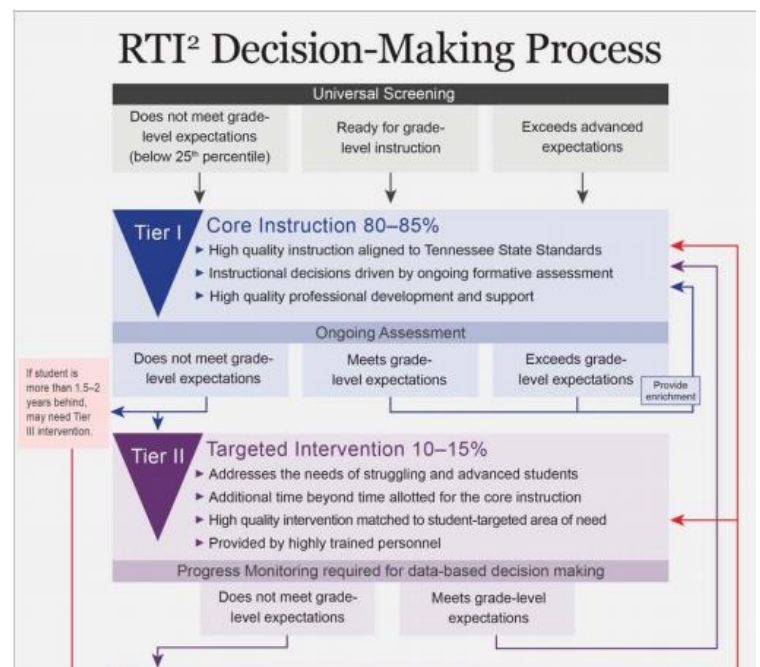 RTI² Decision-Making Process
Universal Screening
Does not meet grade-
level expectations
(below 25th percentile)
Ready for grade-
level instruction
Exceeds advanced
expectations
Tier I
Core Instruction 80–85%
High quality instruction aligned to Tennessee State Standards
Instructional decisions driven by ongoing formative assessment
High quality professional development and support
Ongoing Assessment
Does not meet grade-
level expectations
Meets grade-
level expectations
Exceeds grade-
level expectations
Provide
enrichment
If student is
more than 1.5–2
years behind,
may need Tier
III intervention.
Tier II
Targeted Intervention 10–15%
Addresses the needs of struggling and advanced students
Additional time beyond time allotted for the core instruction
High quality intervention matched to student-targeted area of need
Provided by highly trained personnel
Progress Monitoring required for data-based decision making
Does not meet grade-
level expectations
Meets grade-level
expectations